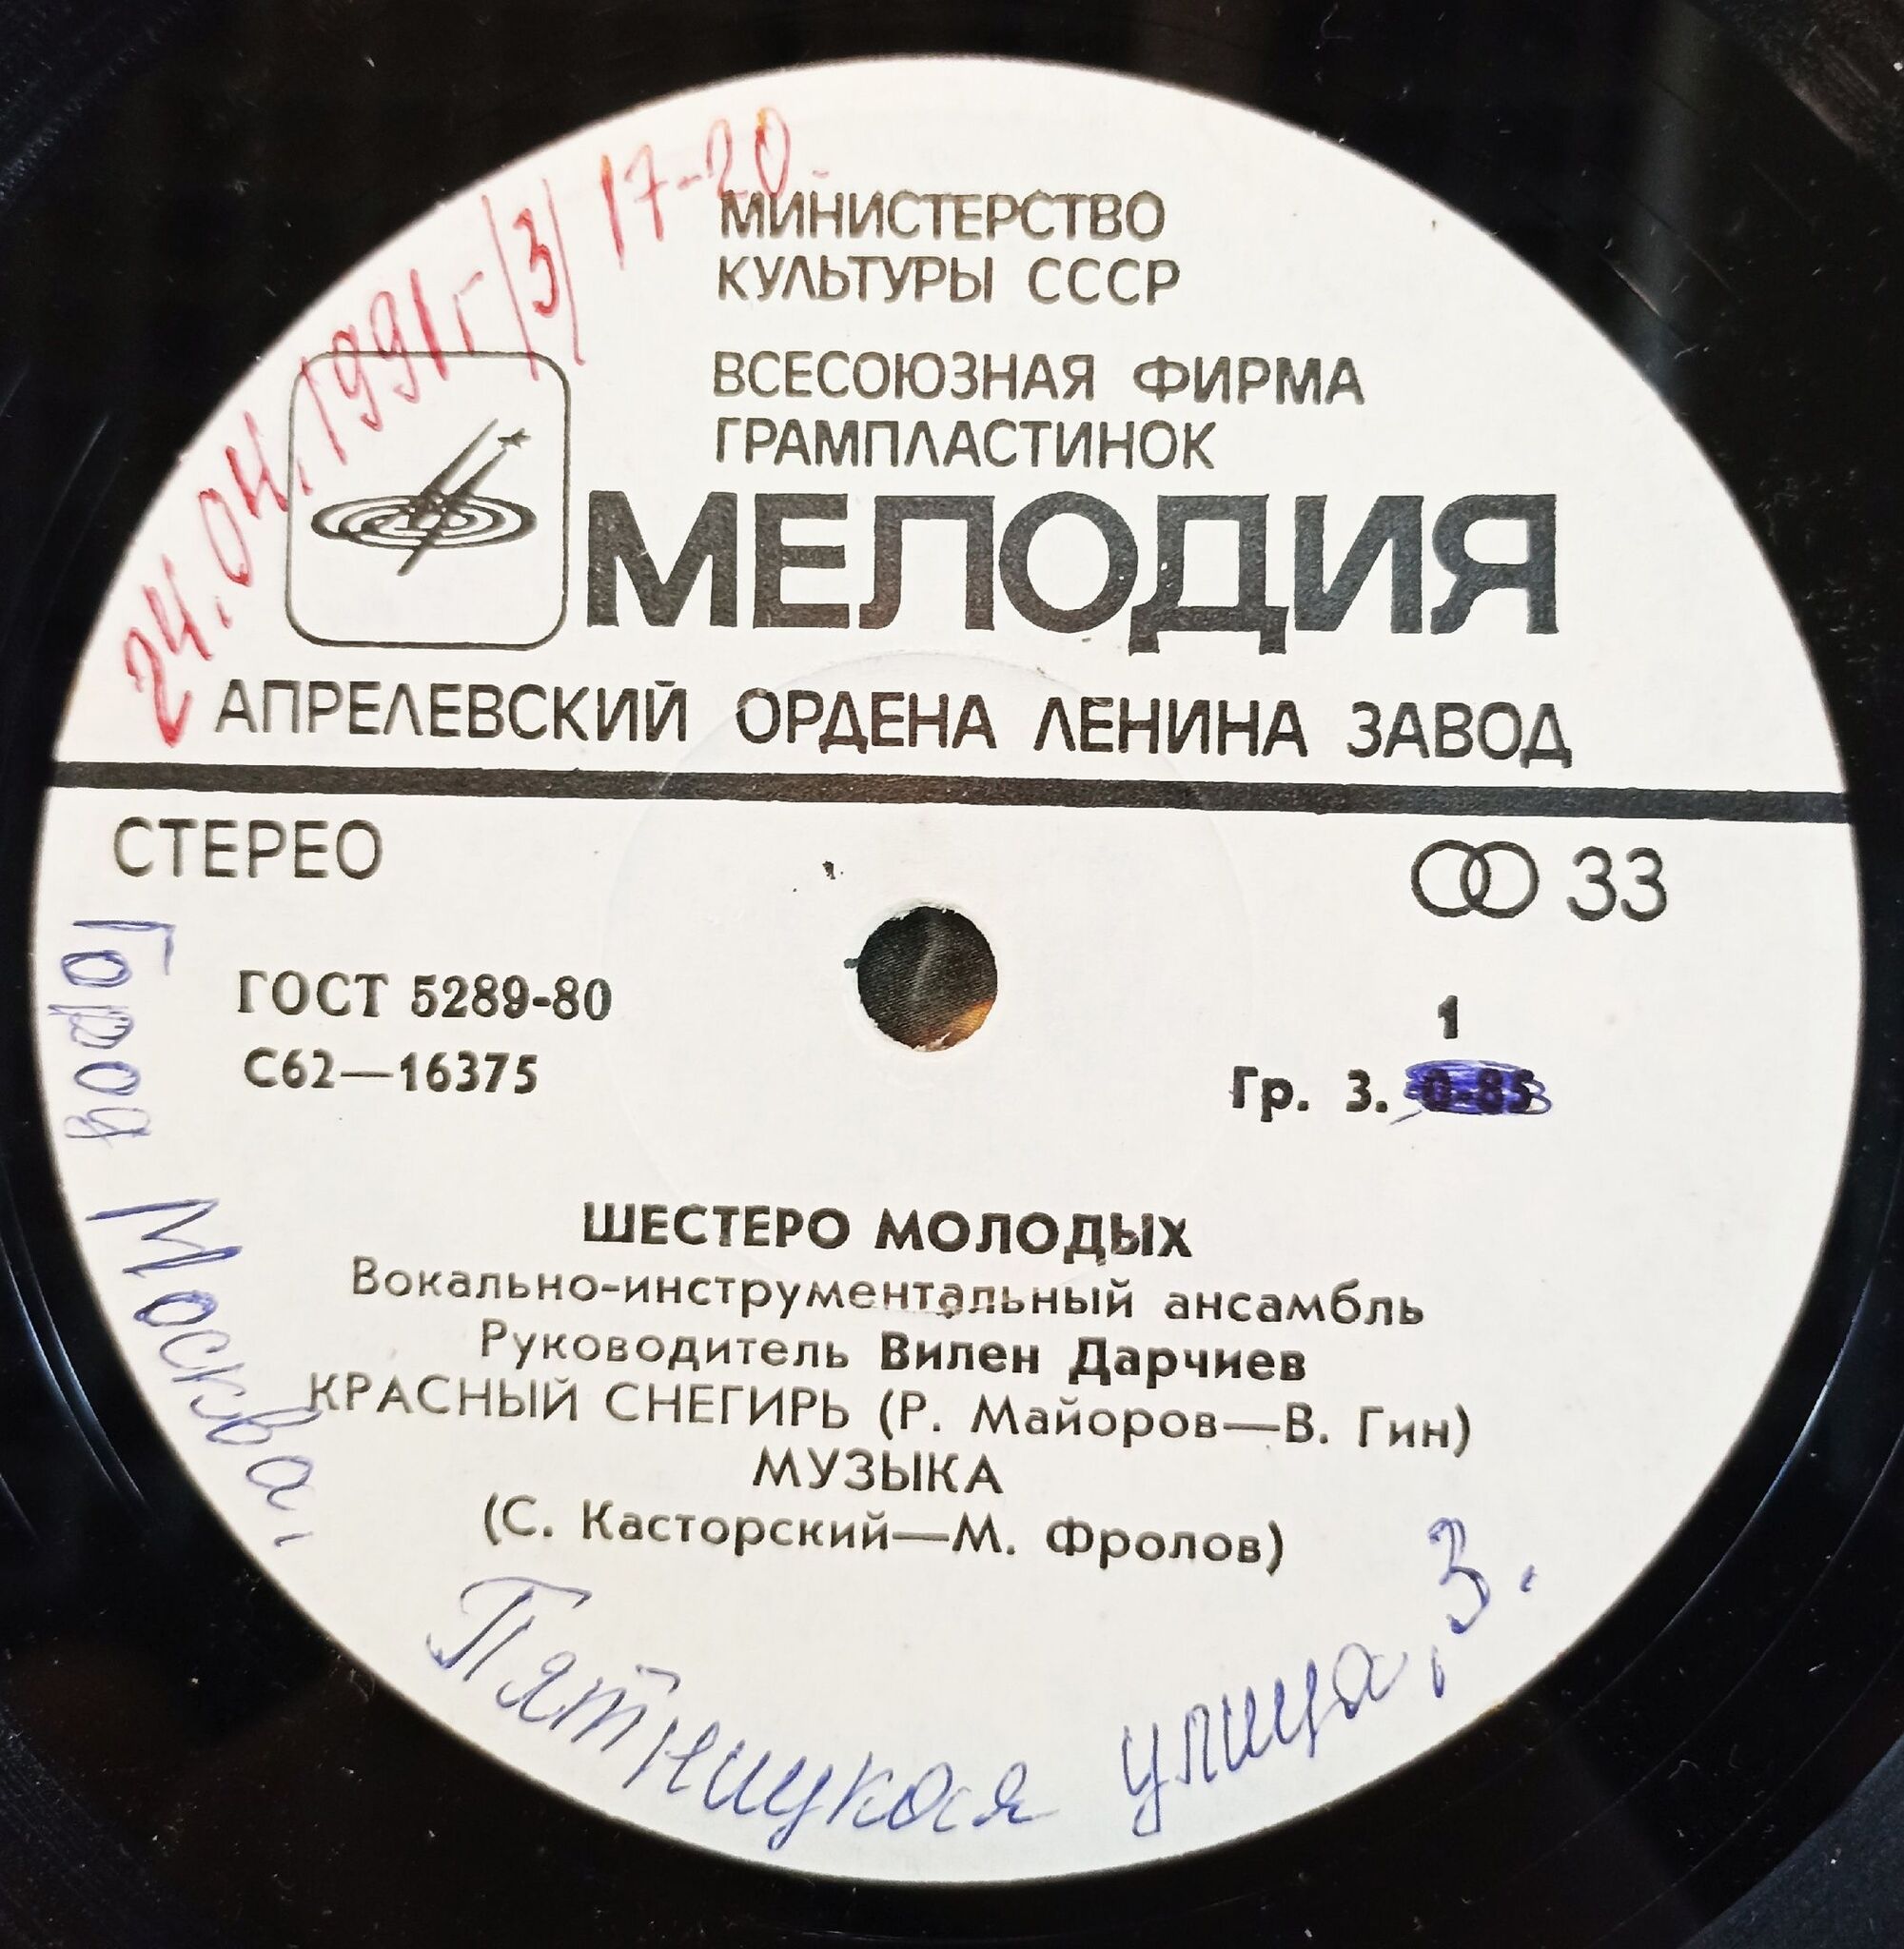 24.04.1991г |3| 17-20.
МИНИСТЕРСТВО
КУЛЬТУРЫ СССР
ВСЕСОЮЗНАЯ ФИРМА
ГРАМПЛАСТИНОК
МЕЛОДИЯ
АПРЕЛЕВСКИЙ ОРДЕНА ЛЕНИНА ЗАВОД
СТЕРЕО
33
ГОСТ 5289-80
1
С62—16375
Гр. 3. 0-85
ШЕСТЕРО МОЛОДЫХ
Вокально-инструментальный ансамбль
Руководитель Вилен Дарчиев
КРАСНЫЙ СНЕГИРЬ (Р. Майоров—В. Гин)
МУЗЫКА
(С. Касторский—М. Фролов)
Город Москва,
Пятницкая улица, 3.